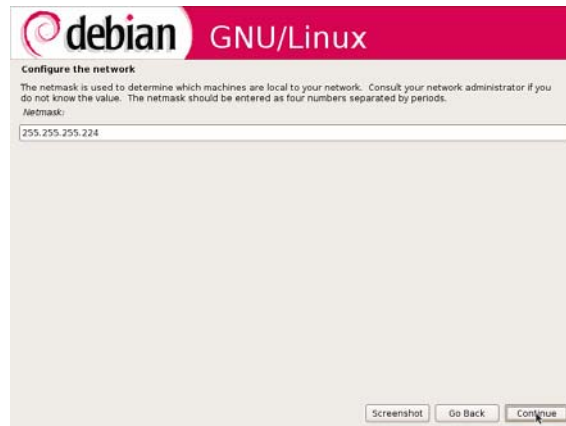 debian GNU/Linux
Configure the network
The netmask is used to determine which machines are local to your network. Consult your network administrator if you
do not know the value. The netmask should be entered as four numbers separated by periods.
Netmask:
255.255.255.224
Screenshot Go Back Continue